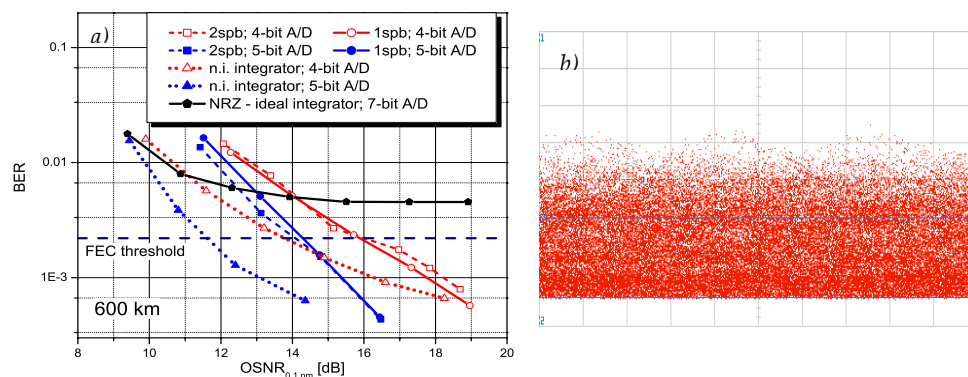 a)
2spb; 4-bit A/D 1spb; 4-bit A/D
2spb; 5-bit A/D 1spb; 5-bit A/D
n.i. integrator; 4-bit A/D
n.i. integrator; 5-bit A/D
NRZ - ideal integrator; 7-bit A/D
0.1
0.01
1E-3
BER
FEC threshold
600 km
8 10 12 14 16 18 20
OSNR0.1 nm [dB]
b)